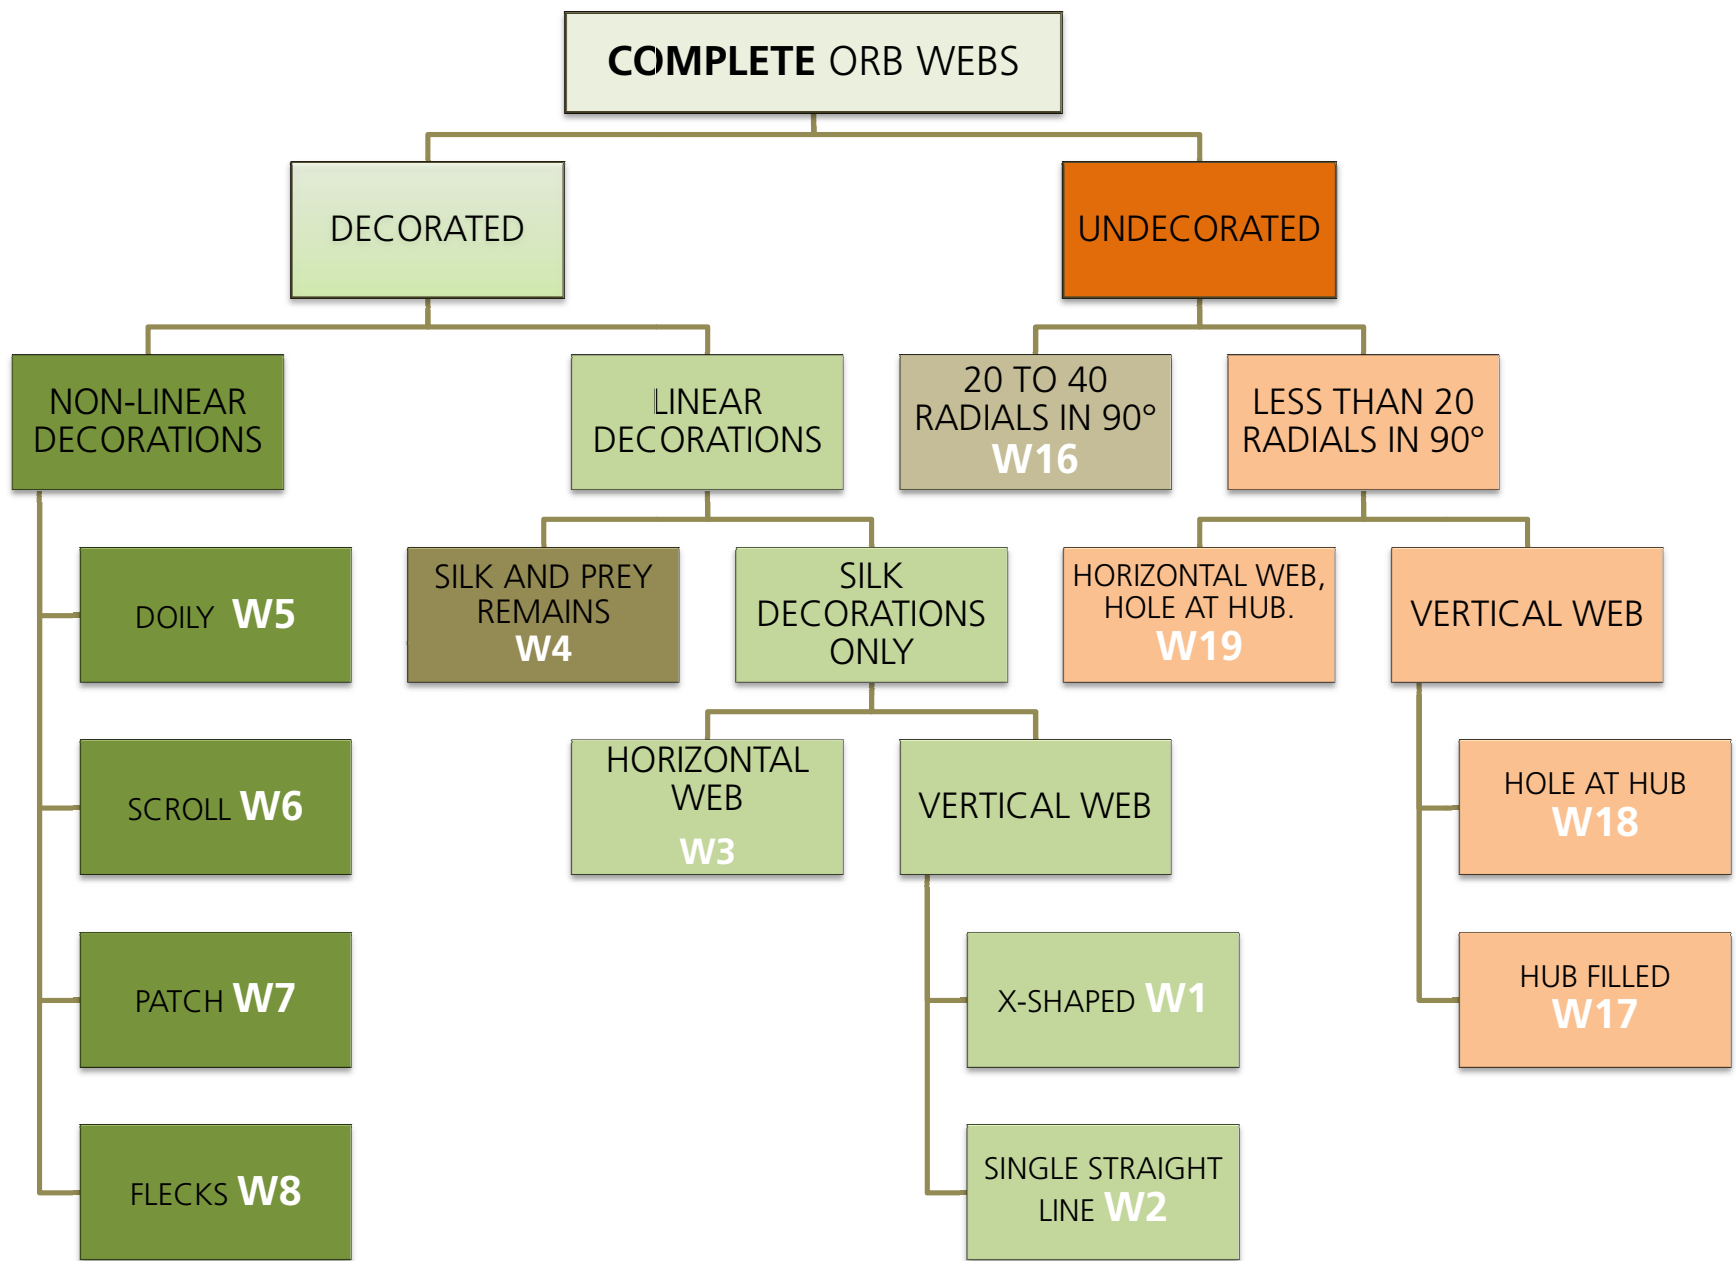 COMPLETE ORB WEBS
DECORATED
UNDECORATED
NON-LINEAR
DECORATIONS
LINEAR
DECORATIONS
20 TO 40
RADIALS IN 90°
W16
LESS THAN 20
RADIALS IN 90°
DOILY W5
SILK AND PREY
REMAINS
W4
SILK
DECORATIONS
ONLY
HORIZONTAL WEB,
HOLE AT HUB.
W19
VERTICAL WEB
SCROLL W6
HORIZONTAL
WEB
W3
VERTICAL WEB
HOLE AT HUB
W18
PATCH W7
X-SHAPED W1
HUB FILLED
W17
FLECKS W8
SINGLE STRAIGHT
LINE W2